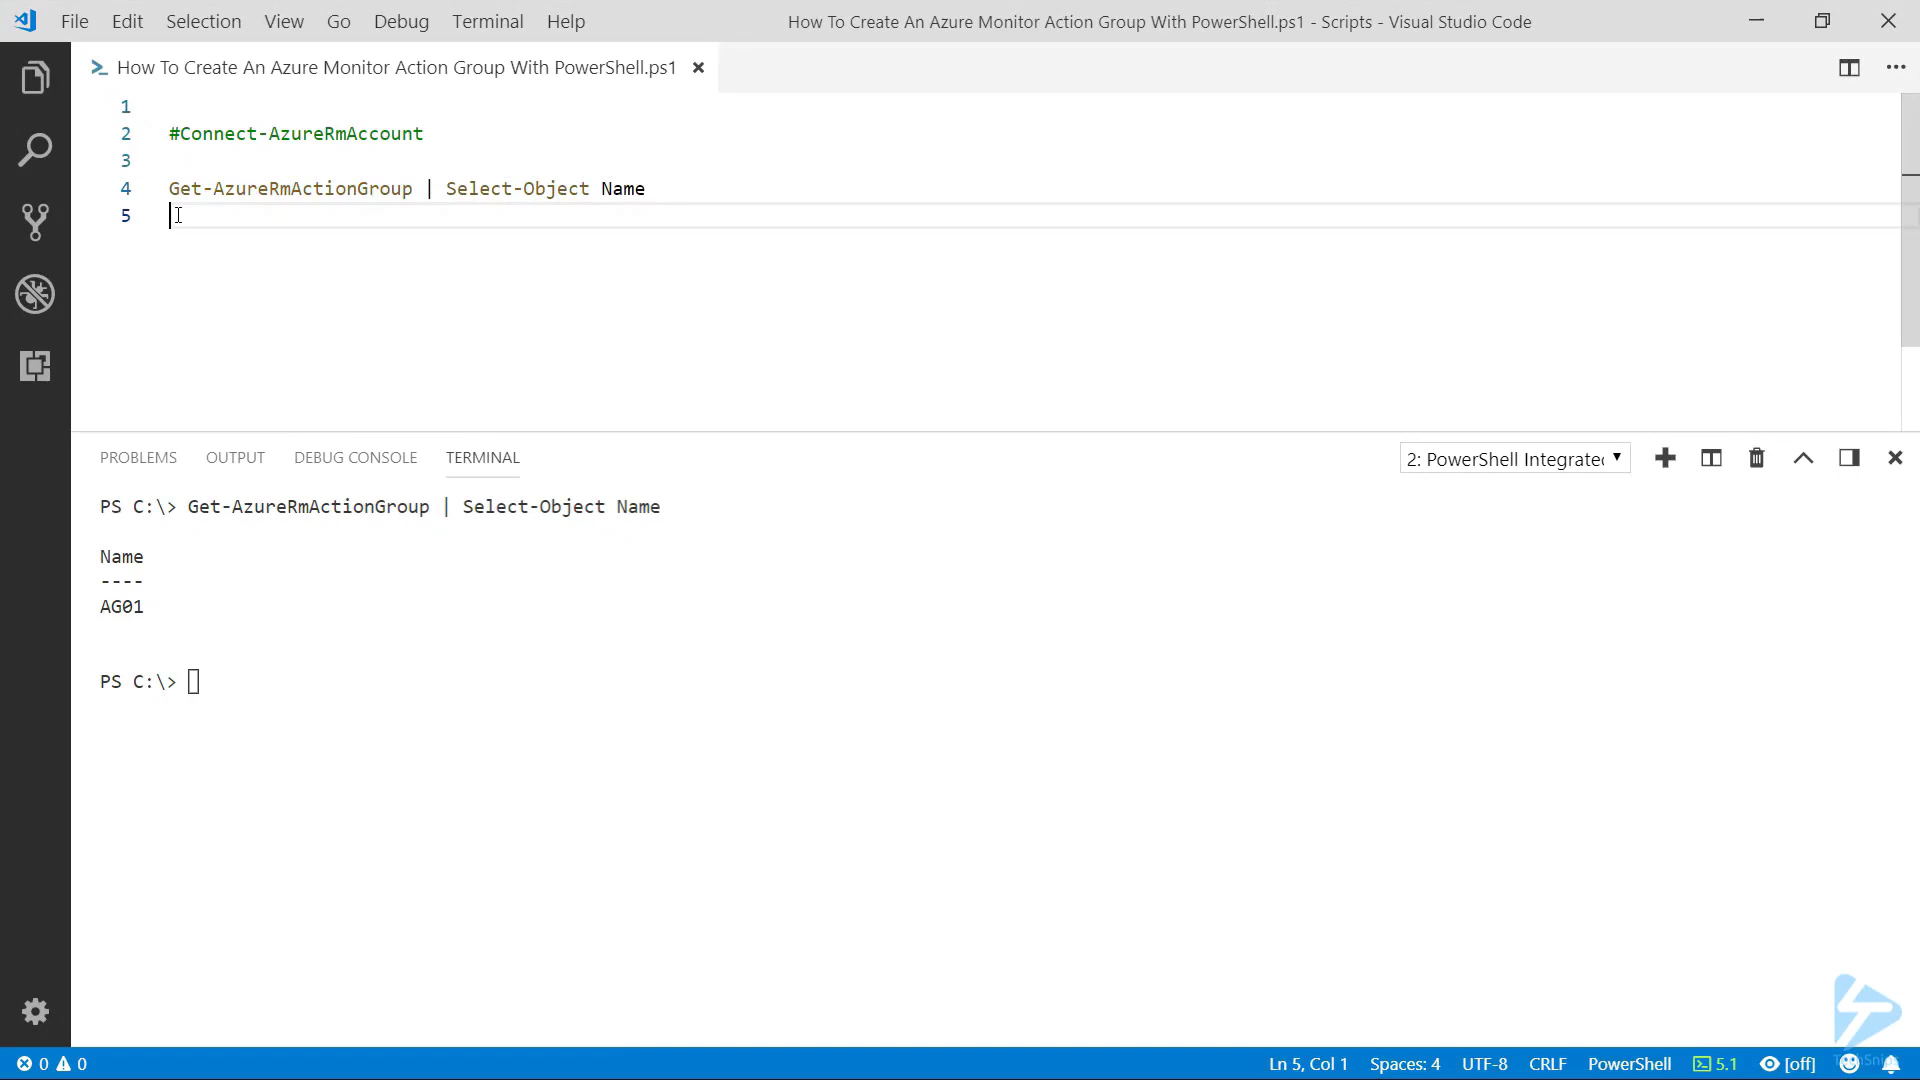 File Edit Selection View Go Debug Terminal Help How To Create An Azure Monitor Action Group With PowerShell.ps1 - Scripts - Visual Studio Code
How To Create An Azure Monitor Action Group With PowerShell.ps1
1
2 #Connect-AzureRmAccount
3
4 Get-AzureRmActionGroup | Select-Object Name
5
PROBLEMS OUTPUT DEBUG CONSOLE TERMINAL 2: PowerShell Integrated
PS C:\> Get-AzureRmActionGroup | Select-Object Name
Name
----
AG01
PS C:\>
0 0 Ln 5, Col 1 Spaces: 4 UTF-8 CRLF PowerShell 5.1 [off]